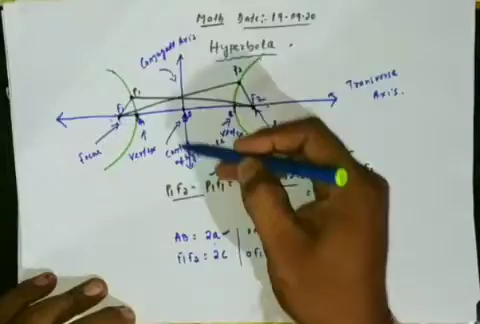 Math Date:- 19-09-20
Hyperbola.
Conjugate Axis
P2
P1
Transverse
Axis.
F1
F2
A
B
Focus
Vertex
Vertex
P1F2 - P1F1 =
AB = 2a
F1F2 = 2c